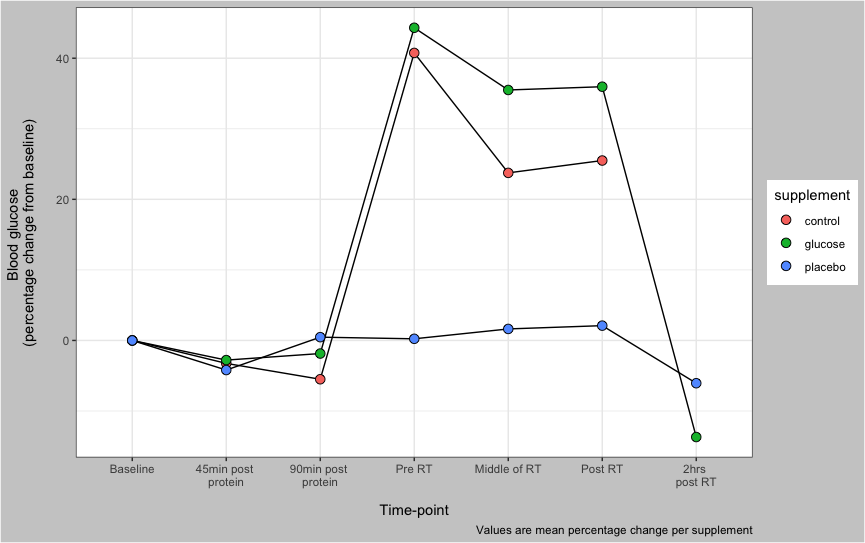 Blood glucose
(percentage change from baseline)
40
20
0
Baseline
45min post
protein
90min post
protein
Pre RT
Middle of RT
Post RT
2hrs
post RT
Time-point
Values are mean percentage change per supplement
supplement
control
glucose
placebo